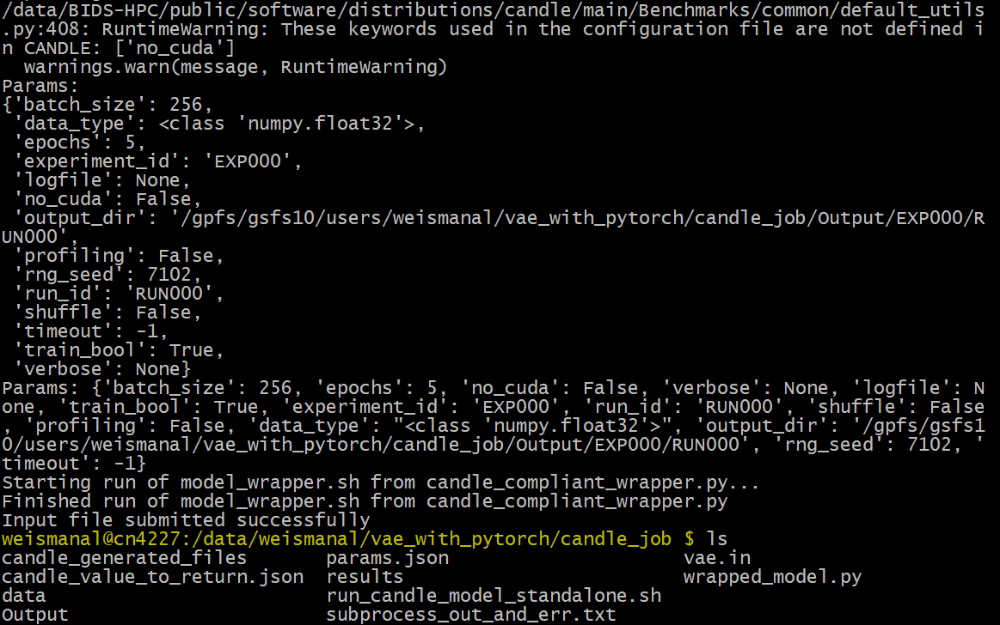 /data/BIDS-HPC/public/software/distributions/candle/main/Benchmarks/common/default_utils
.py:408: RuntimeWarning: These keywords used in the configuration file are not defined i
n CANDLE: ['no_cuda']
  warnings.warn(message, RuntimeWarning)
Params:
{'batch_size': 256,
 'data_type': <class 'numpy.float32'>,
 'epochs': 5,
 'experiment_id': 'EXP000',
 'logfile': None,
 'no_cuda': False,
 'output_dir': '/gpfs/gsfs10/users/weismanal/vae_with_pytorch/candle_job/Output/EXP000/R
UN000',
 'profiling': False,
 'rng_seed': 7102,
 'run_id': 'RUN000',
 'shuffle': False,
 'timeout': -1,
 'train_bool': True,
 'verbose': None}
Params: {'batch_size': 256, 'epochs': 5, 'no_cuda': False, 'verbose': None, 'logfile': N
one, 'train_bool': True, 'experiment_id': 'EXP000', 'run_id': 'RUN000', 'shuffle': False
, 'profiling': False, 'data_type': "<class 'numpy.float32'>", 'output_dir': '/gpfs/gsfs1
0/users/weismanal/vae_with_pytorch/candle_job/Output/EXP000/RUN000', 'rng_seed': 7102, '
timeout': -1}
Starting run of model_wrapper.sh from candle_compliant_wrapper.py...
Finished run of model_wrapper.sh from candle_compliant_wrapper.py
Input file submitted successfully
weismanal@cn4227:/data/weismanal/vae_with_pytorch/candle_job $ ls
candle_generated_files       params.json                      vae.in
candle_value_to_return.json  results                          wrapped_model.py
data                         run_candle_model_standalone.sh
Output                       subprocess_out_and_err.txt